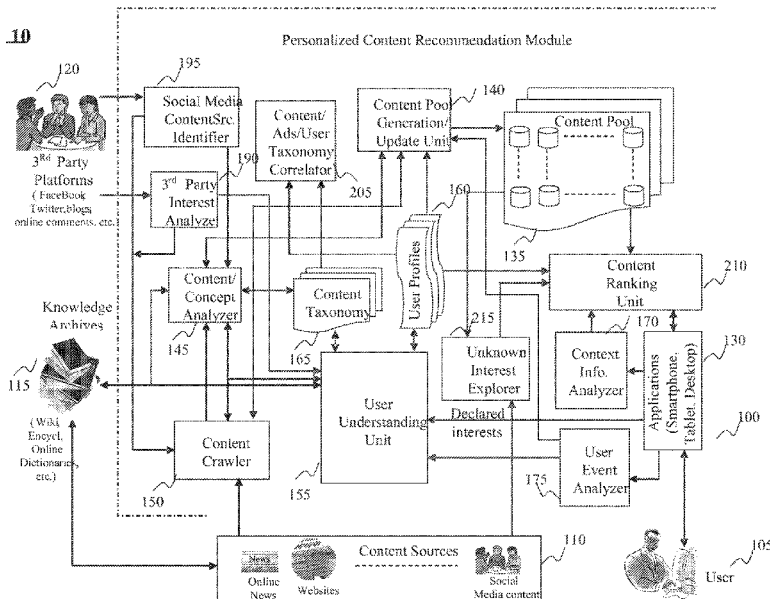 10
Personalized Content Recommendation Module
120
195
Social Media
ContentSrc.
Identifier
Content/
Ads/User
Taxonomy
Correlator
205
Content Pool
Generation/
Update Unit
140
Content Pool
135
3Rd Party
Platforms
( FaceBook
Twitter,blogs,
online comments, etc.
190
3rd Party
Interest
Analyzer
160
Content/
Concept
Analyzer
145
Content
Taxonomy
165
User Profiles
Content
Ranking
Unit
210
Knowledge
Archives
115
(Wiki,
Encycl,
Online
Dictionaries,
etc.)
215
Unknown
Interest
Explorer
170
Context
Info.
Analyzer
130
Applications
(Smartphone,
Tablet, Desktop)
100
User
Understanding
Unit
155
Declared
interests
Content
Crawler
150
User Event
Analyzer
175
News
Online
News
Websites
Content Sources
Social
Media content
110
User
105